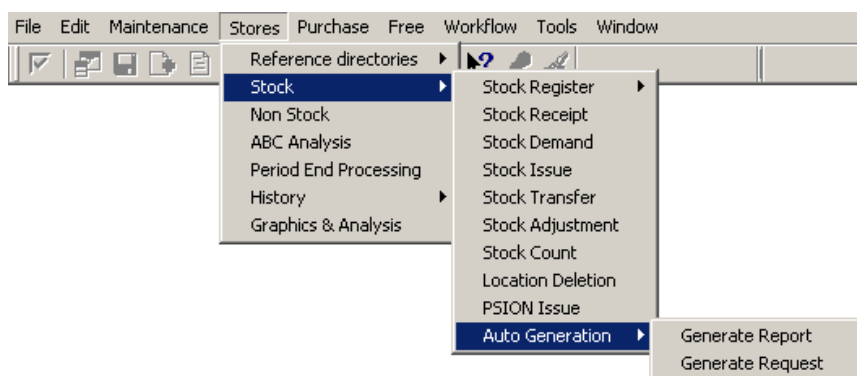 File Edit Maintenance Stores Purchase Free Workflow Tools Window
Reference directories
Stock
Non Stock
ABC Analysis
Period End Processing
History
Graphics & Analysis
Stock Register
Stock Receipt
Stock Demand
Stock Issue
Stock Transfer
Stock Adjustment
Stock Count
Location Deletion
PSION Issue
Auto Generation
Generate Report
Generate Request